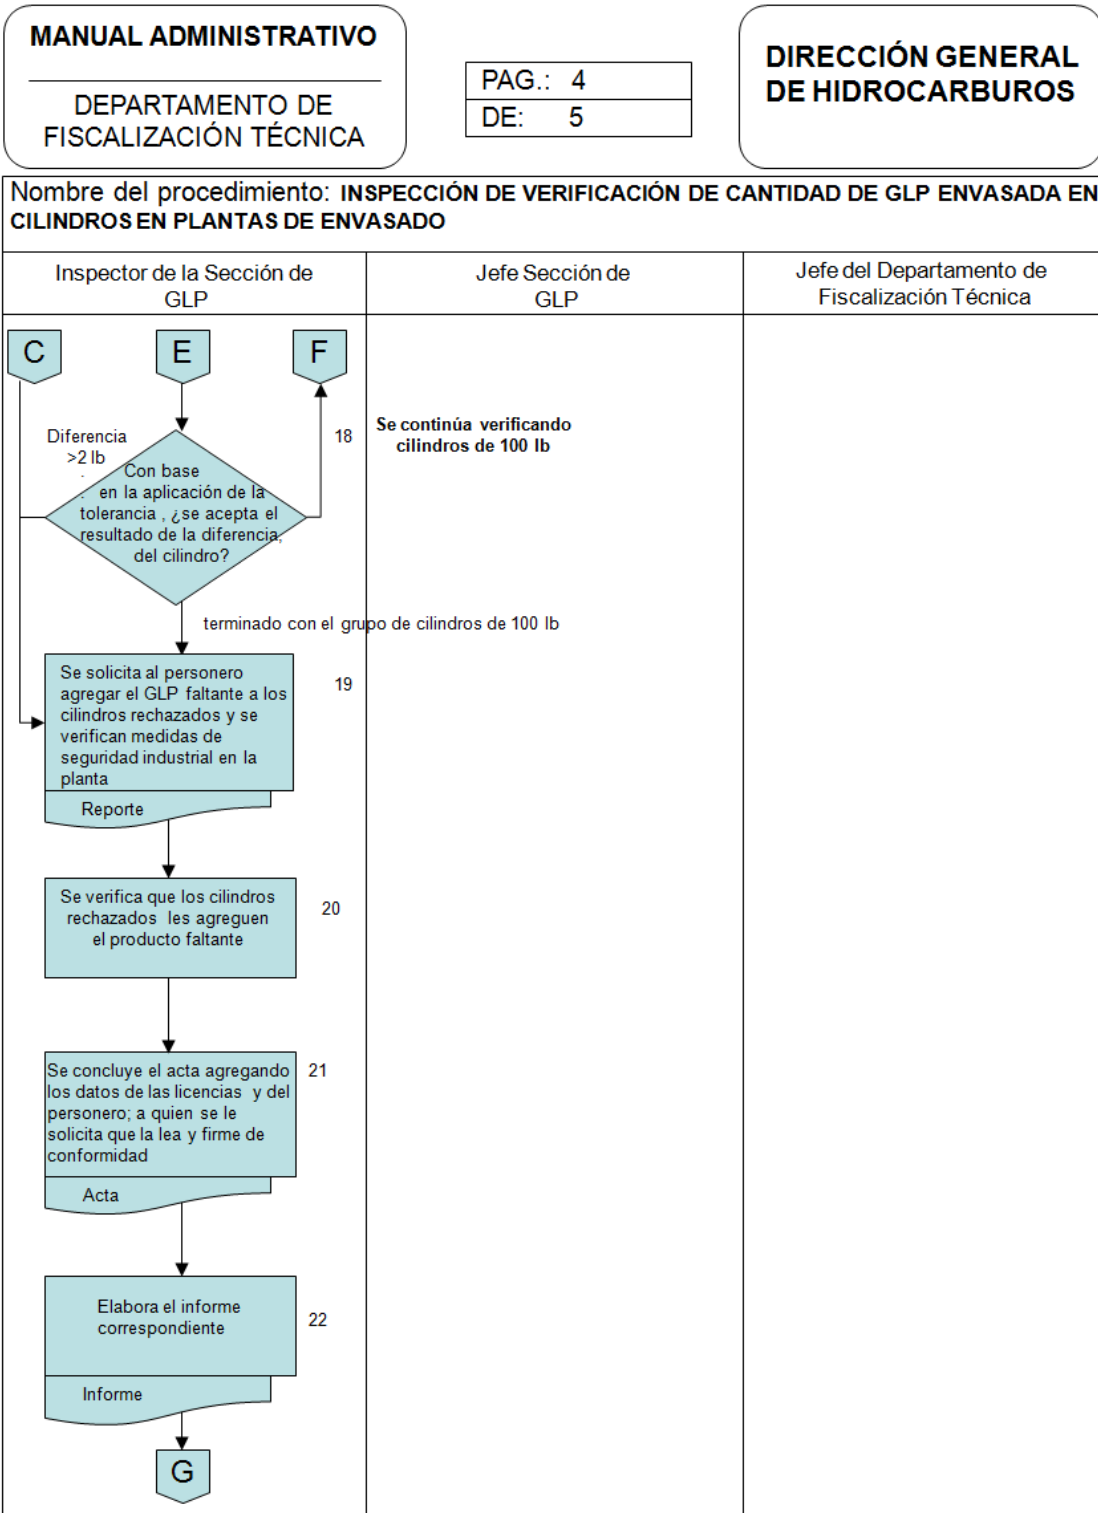 MANUAL ADMINISTRATIVO
DEPARTAMENTO DE
FISCALIZACIÓN TÉCNICA
PAG.: 4
DE: 5
DIRECCIÓN GENERAL
DE HIDROCARBUROS
Nombre del procedimiento: INSPECCIÓN DE VERIFICACIÓN DE CANTIDAD DE GLP ENVASADA EN
CILINDROS EN PLANTAS DE ENVASADO
Inspector de la Sección de
GLP
Jefe Sección de
GLP
Jefe del Departamento de
Fiscalización Técnica
C
E
F
Diferencia
>2 lb
18
Se continúa verificando
cilindros de 100 lb
Con base
en la aplicación de la
tolerancia , ¿se acepta el
resultado de la diferencia,
del cilindro?
terminado con el grupo de cilindros de 100 lb
Se solicita al personero
agregar el GLP faltante a los
cilindros rechazados y se
verifican medidas de
seguridad industrial en la
planta
19
Reporte
Se verifica que los cilindros
rechazados les agreguen
el producto faltante
20
Se concluye el acta agregando
los datos de las licencias y del
personero; a quien se le
solicita que la lea y firme de
conformidad
21
Acta
Elabora el informe
correspondiente
22
Informe
G